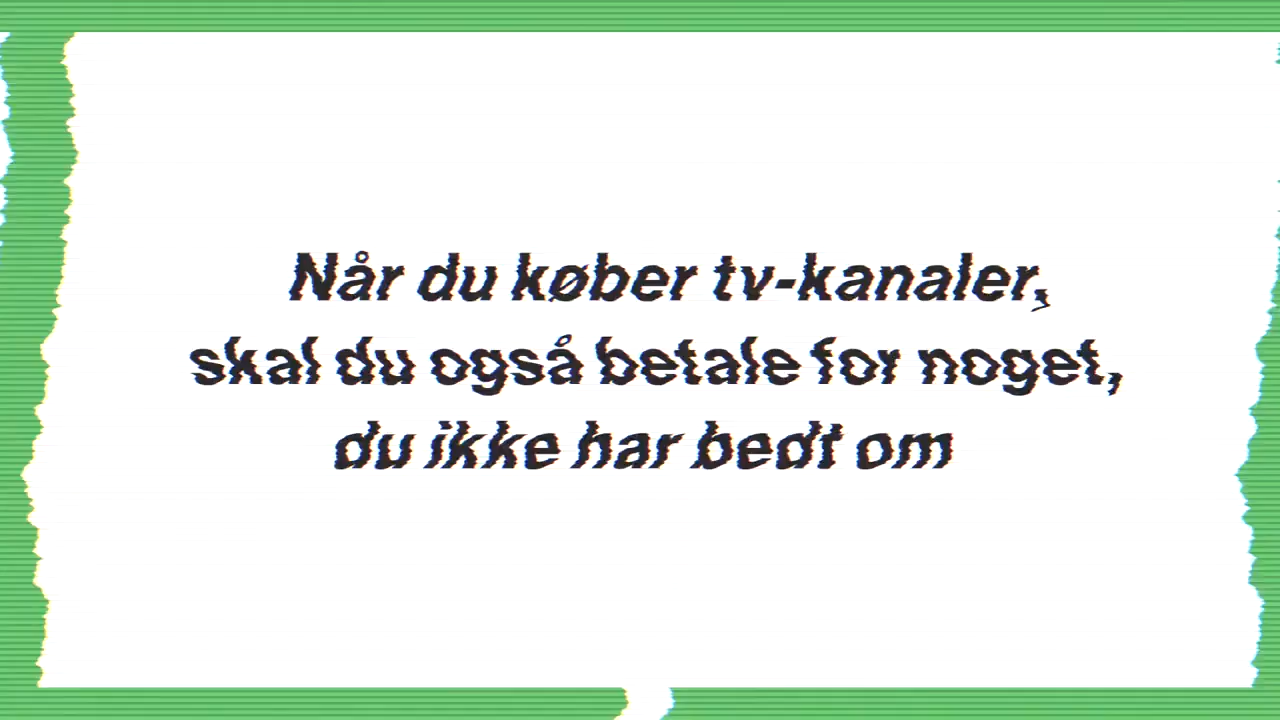 Når du køber tv-kanaler,
skal du også betale for noget,
du ikke har bedt om